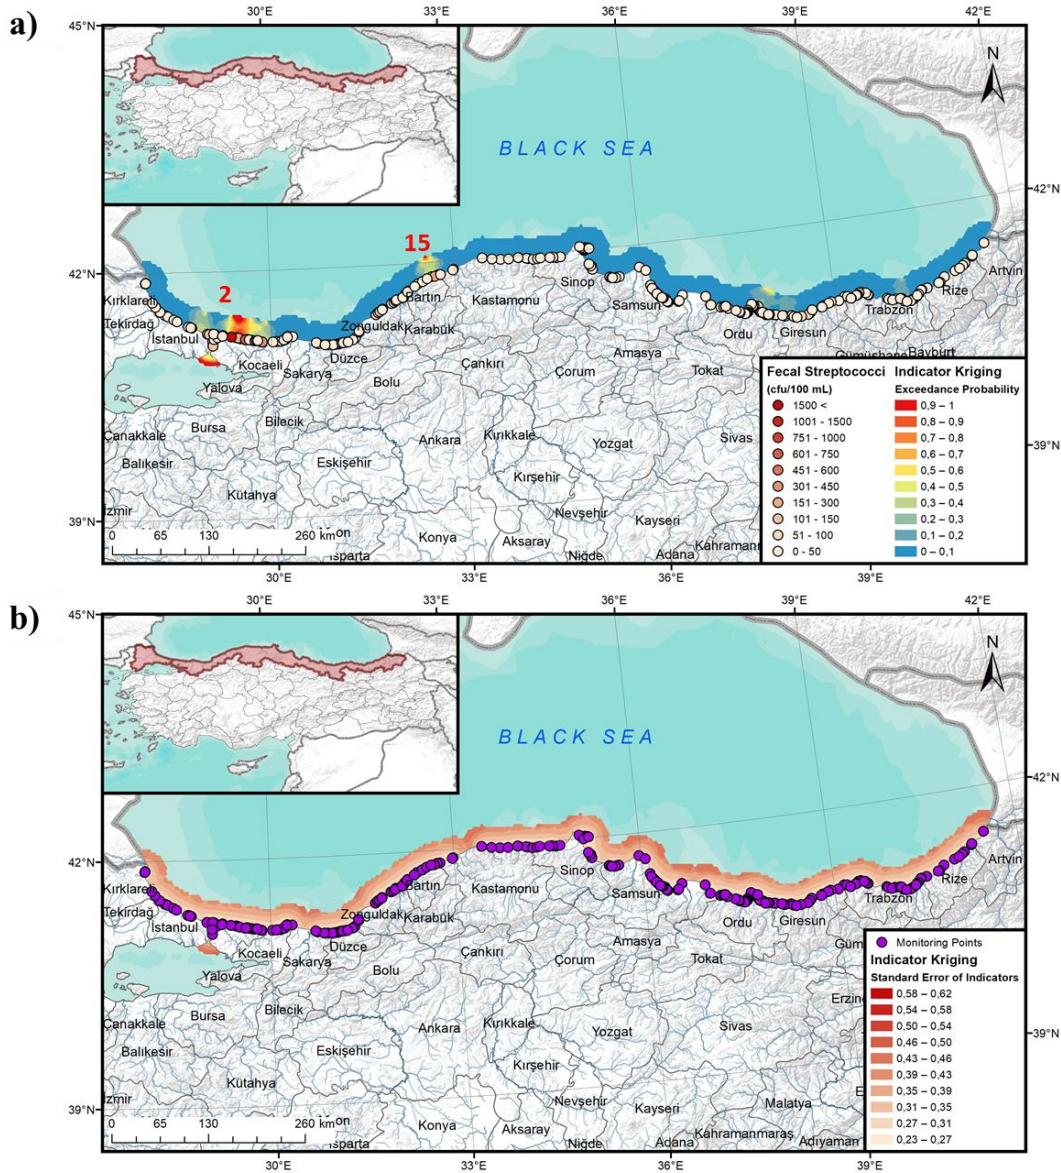 a)
30°E
33°E
36°E
39°E
42°E
45°N
N
BLACK SEA
42°N
15
2
42°N
Artvin
Rize
Trabzon
Sinop
Samsun
Ordu
Giresun
Kastamonu
Bartın
Zonguldak
Karabük
Kırklareli
Tekirdağ
İstanbul
Kocaeli
Sakarya
Düzce
Yalova
Bolu
Çankırı
Çorum
Amasya
Tokat
Gümüşhane
Bayburt
Çanakkale
Bursa
Bilecik
Ankara
Kırıkkale
Yozgat
Sivas
Balıkesir
Eskişehir
Kırşehir
Kütahya
39°N
39°N
İzmir
on
Nevşehir
Kayseri
Konya
Aksaray
Niğde
Adana
Kahramanm
Isparta
0 65 130 260 km
Fecal Streptococci
(cfu/100 mL)
1500 <
1001 - 1500
751 - 1000
601 - 750
451 - 600
301 - 450
151 - 300
101 - 150
51 - 100
0 - 50
Indicator Kriging
Exceedance Probability
0,9 – 1
0,8 – 0,9
0,7 – 0,8
0,6 – 0,7
0,5 – 0,6
0,4 – 0,5
0,3 – 0,4
0,2 – 0,3
0,1 – 0,2
0 – 0,1
30°E
33°E
36°E
39°E
b)
30°E
33°E
36°E
39°E
42°E
45°N
N
BLACK SEA
42°N
42°N
Artvin
Rize
Trabzon
Sinop
Samsun
Ordu
Giresun
Kastamonu
Bartın
Zonguldak
Karabük
Kırklareli
Tekirdağ
İstanbul
Kocaeli
Sakarya
Düzce
Yalova
Bolu
Çankırı
Çorum
Amasya
Tokat
Güm
Çanakkale
Bursa
Bilecik
Ankara
Kırıkkale
Yozgat
Sivas
Erzinc
Balıkesir
Eskişehir
Kırşehir
Kütahya
39°N
39°N
İzmir
on
Nevşehir
Kayseri
Malatya
Konya
Aksaray
Niğde
Adana
Kahramanmaraş
Adıyaman
Isparta
0 65 130 260 km
Monitoring Points
Indicator Kriging
Standard Error of Indicators
0,58 – 0,62
0,54 – 0,58
0,50 – 0,54
0,46 – 0,50
0,43 – 0,46
0,39 – 0,43
0,35 – 0,39
0,31 – 0,35
0,27 – 0,31
0,23 – 0,27
30°E
33°E
36°E
39°E